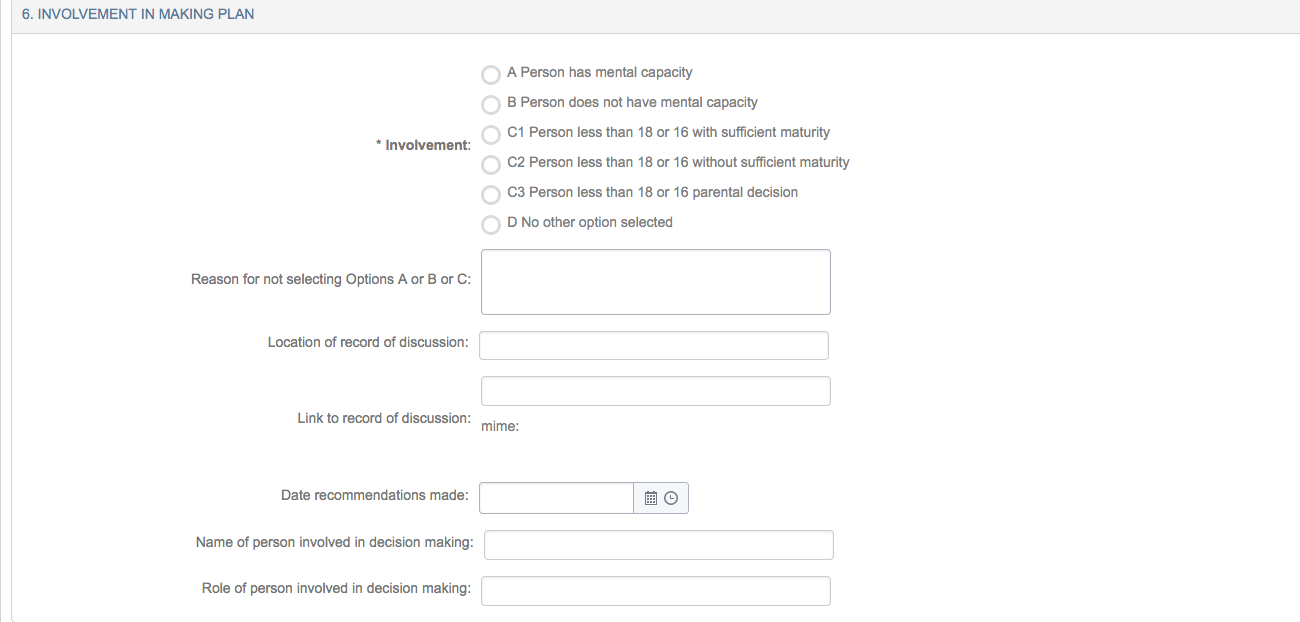 6. INVOLVEMENT IN MAKING PLAN
A Person has mental capacity
B Person does not have mental capacity
* Involvement:
C1 Person less than 18 or 16 with sufficient maturity
C2 Person less than 18 or 16 without sufficient maturity
C3 Person less than 18 or 16 parental decision
D No other option selected
Reason for not selecting Options A or B or C:
Location of record of discussion:
Link to record of discussion:
mime:
Date recommendations made:
Name of person involved in decision making:
Role of person involved in decision making: